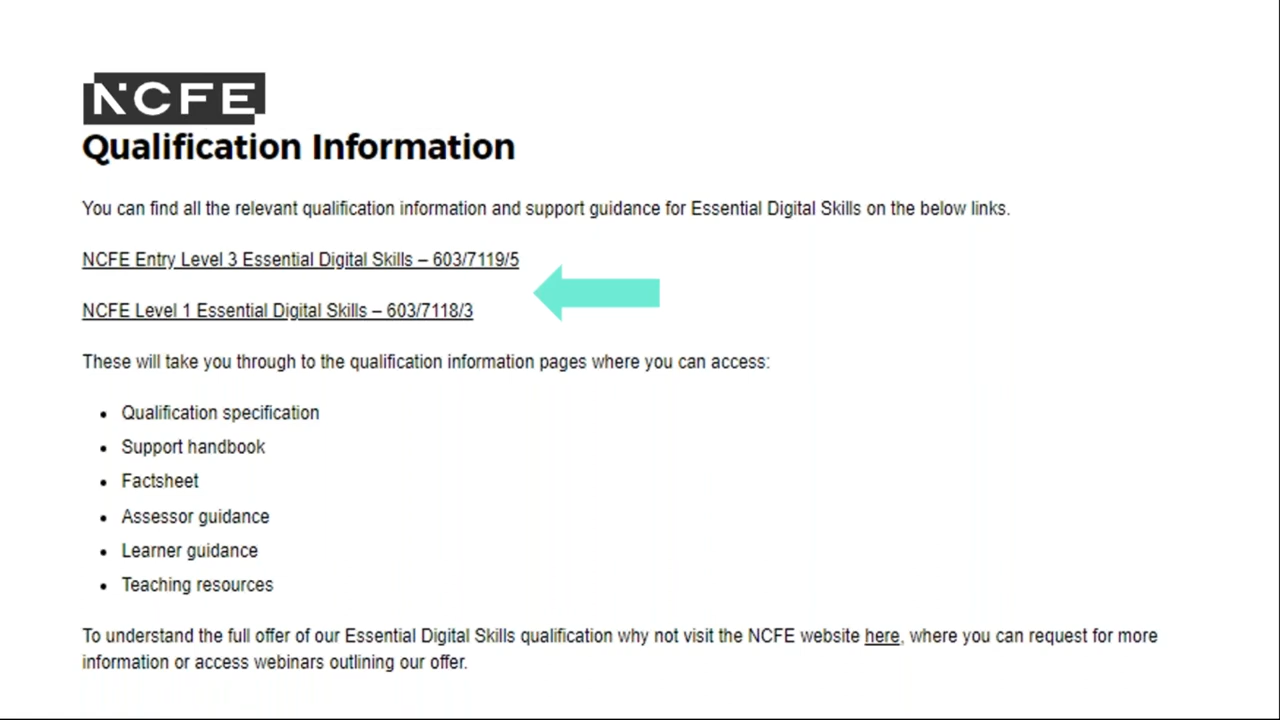 NCFE
Qualification Information
You can find all the relevant qualification information and support guidance for Essential Digital Skills on the below links.
NCFE Entry Level 3 Essential Digital Skills – 603/7119/5
NCFE Level 1 Essential Digital Skills – 603/7118/3
These will take you through to the qualification information pages where you can access:
• Qualification specification
• Support handbook
• Factsheet
• Assessor guidance
• Learner guidance
• Teaching resources
To understand the full offer of our Essential Digital Skills qualification why not visit the NCFE website here, where you can request for more
information or access webinars outlining our offer.